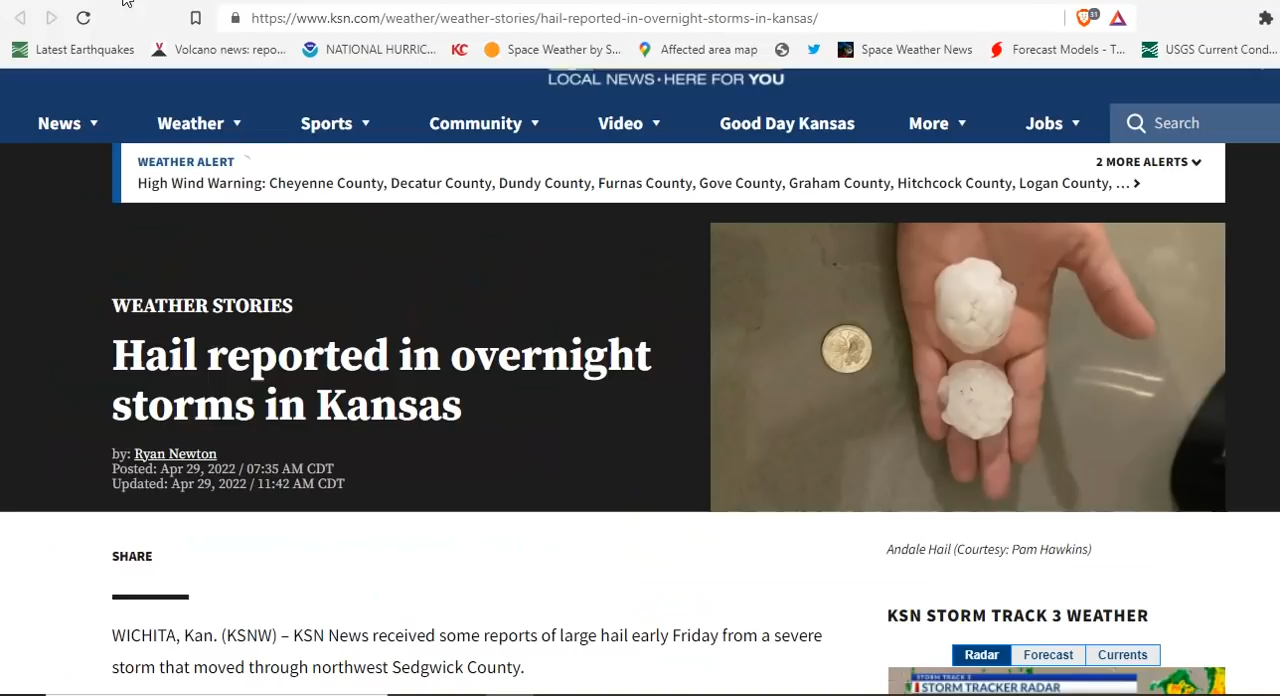 https://www.ksn.com/weather/weather-stories/hail-reported-in-overnight-storms-in-kansas/
31
Latest Earthquakes
Volcano news: repo...
NATIONAL HURRIC...
KC
Space Weather by S...
Affected area map
Space Weather News
Forecast Models - T...
USGS Current Cond...
LOCAL NEWS • HERE FOR YOU
News
Weather
Sports
Community
Video
Good Day Kansas
More
Jobs
Search
WEATHER ALERT
2 MORE ALERTS
High Wind Warning: Cheyenne County, Decatur County, Dundy County, Furnas County, Gove County, Graham County, Hitchcock County, Logan County, ...
WEATHER STORIES
Hail reported in overnight
storms in Kansas
by: Ryan Newton
Posted: Apr 29, 2022 / 07:35 AM CDT
Updated: Apr 29, 2022 / 11:42 AM CDT
SHARE
Andale Hail (Courtesy: Pam Hawkins)
WICHITA, Kan. (KSNW) – KSN News received some reports of large hail early Friday from a severe
storm that moved through northwest Sedgwick County.
KSN STORM TRACK 3 WEATHER
Radar
Forecast
Currents
STORM TRACK 3
STORM TRACKER RADAR